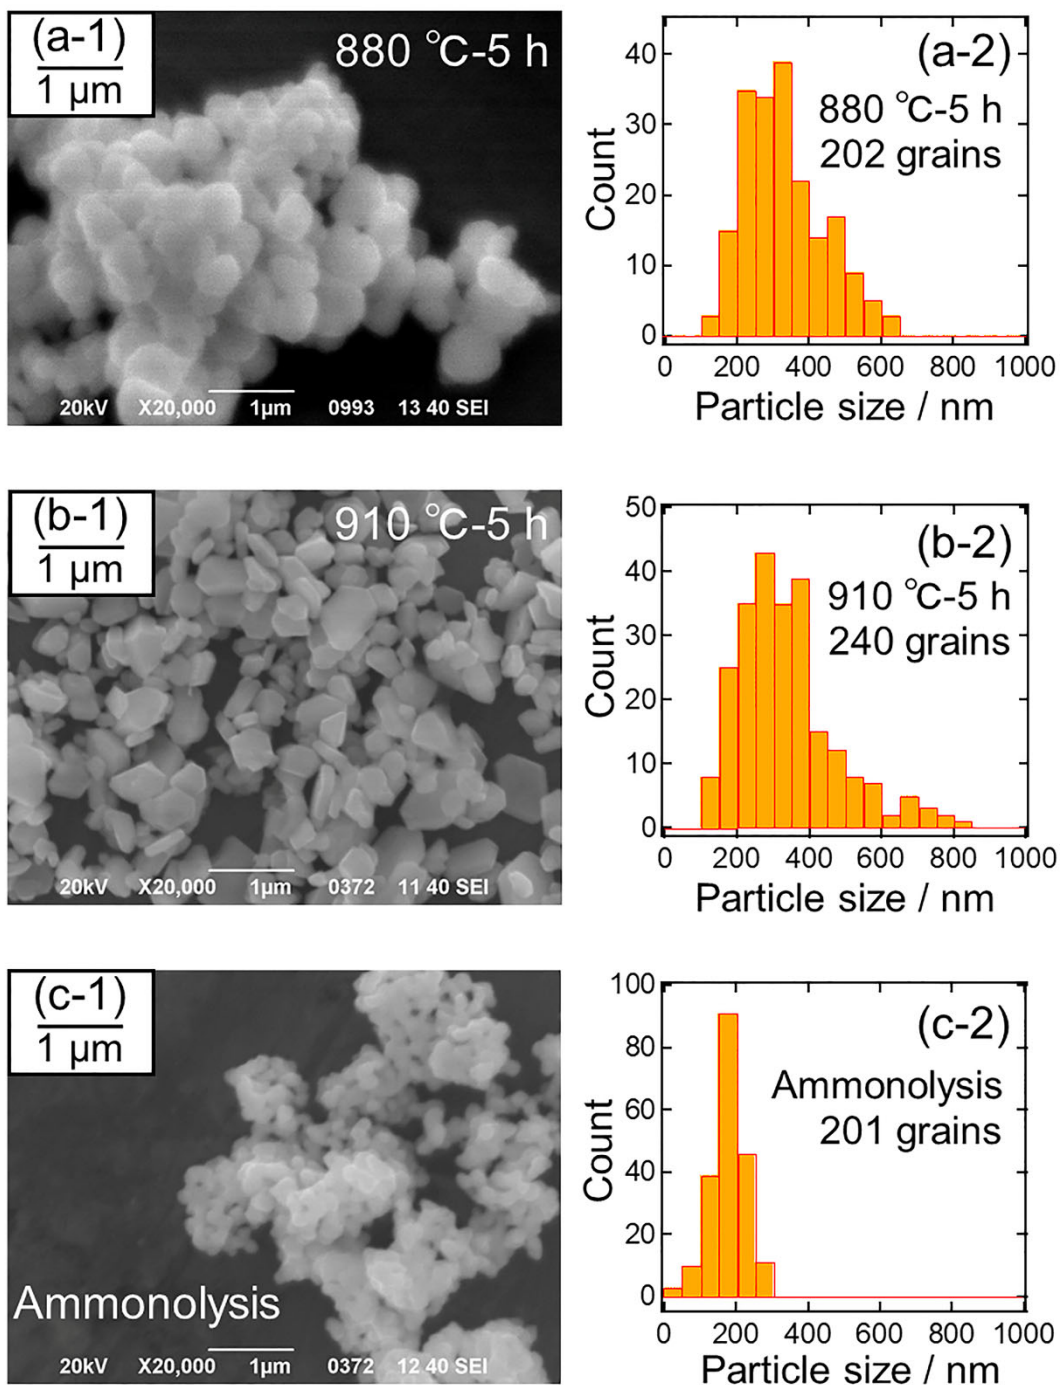 (a-1)
1 µm
880 ℃-5 h
20kV X20,000 1µm 0993 13 40 SEI
(a-2)
880 ℃-5 h
202 grains
Count
40
30
20
10
0
0 200 400 600 800 1000
Particle size / nm
(b-1)
1 µm
910 ℃-5 h
20kV X20,000 1µm 0372 11 40 SEI
(b-2)
910 ℃-5 h
240 grains
Count
50
40
30
20
10
0
0 200 400 600 800 1000
Particle size / nm
(c-1)
1 µm
Ammonolysis
20kV X20,000 1µm 0372 12 40 SEI
(c-2)
Ammonolysis
201 grains
Count
100
80
60
40
20
0
0 200 400 600 800 1000
Particle size / nm